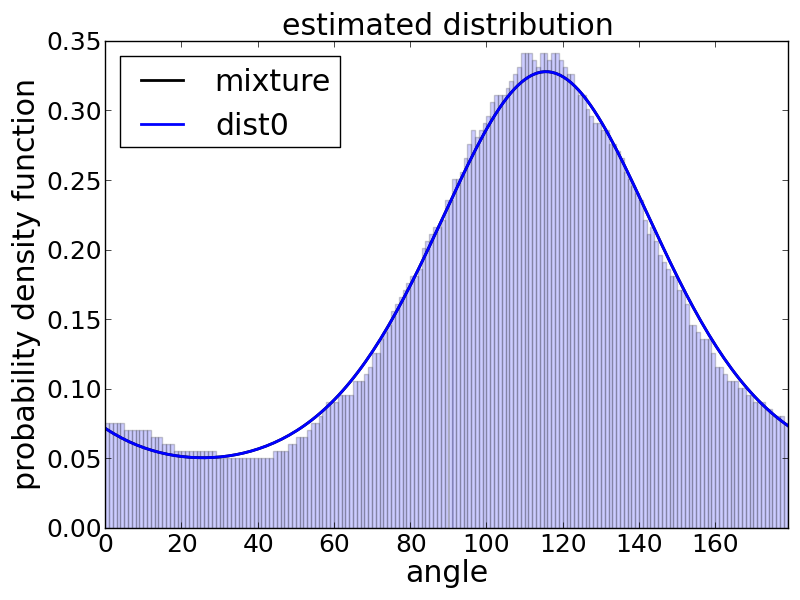 estimated distribution
mixture
dist0
probability density function
0.35
0.30
0.25
0.20
0.15
0.10
0.05
0.00
0 20 40 60 80 100 120 140 160
angle